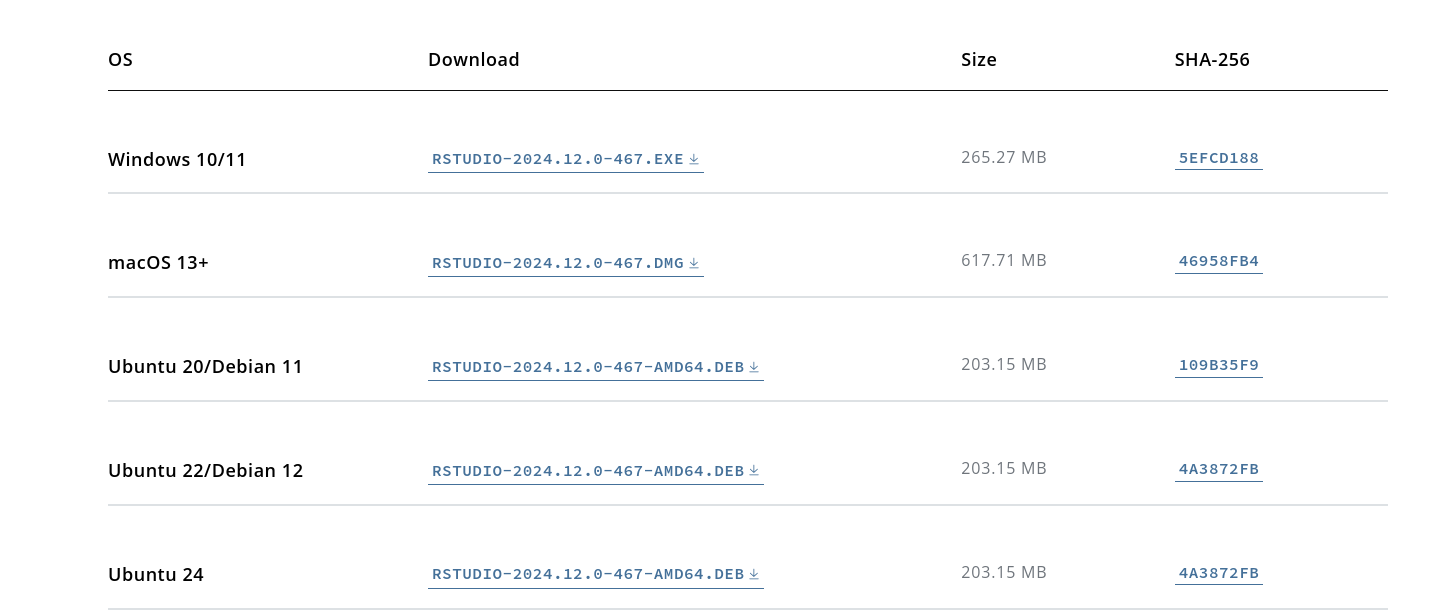 OS Download Size SHA-256
Windows 10/11 RSTUDIO-2024.12.0-467.EXE 265.27 MB 5EFCD188
macOS 13+ RSTUDIO-2024.12.0-467.DMG 617.71 MB 46958FB4
Ubuntu 20/Debian 11 RSTUDIO-2024.12.0-467-AMD64.DEB 203.15 MB 109B35F9
Ubuntu 22/Debian 12 RSTUDIO-2024.12.0-467-AMD64.DEB 203.15 MB 4A3872FB
Ubuntu 24 RSTUDIO-2024.12.0-467-AMD64.DEB 203.15 MB 4A3872FB